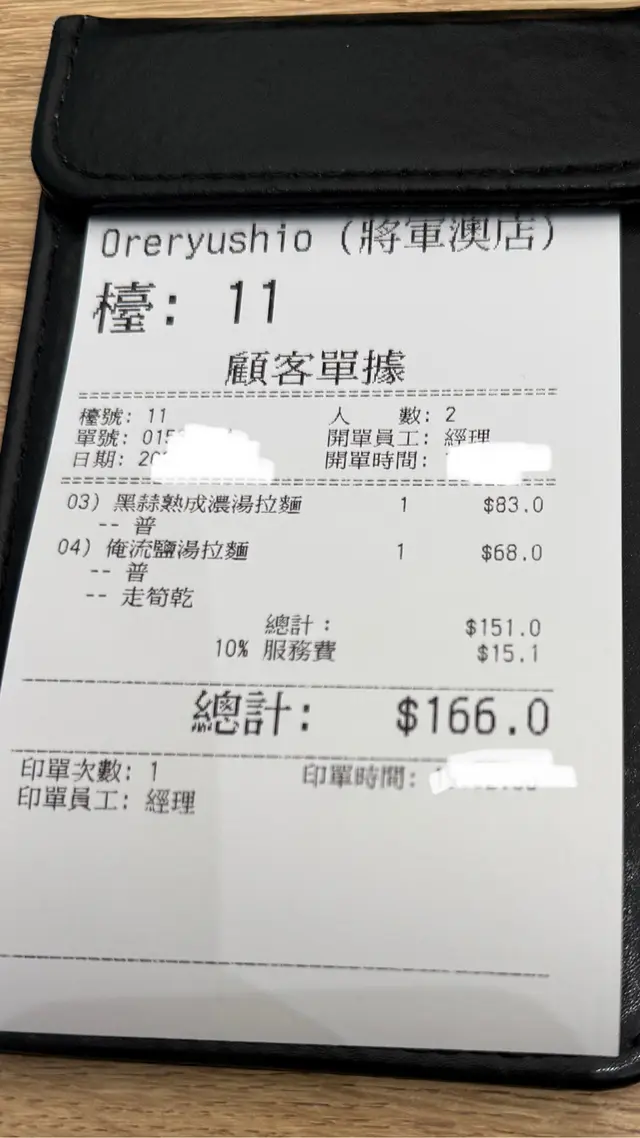 Oreryushio (將軍澳店)
檯: 11
顧客單據
檯號: 11 人 數: 2
單號: 015 開單員工: 經理
日期: 20 開單時間:
03) 黑蒜熟成濃湯拉麵 1 $83.0
-- 普
04) 俺流鹽湯拉麵 1 $68.0
-- 普
-- 走筍乾
總計: $151.0
10% 服務費 $15.1
總計: $166.0
印單次數: 1 印單時間:
印單員工: 經理